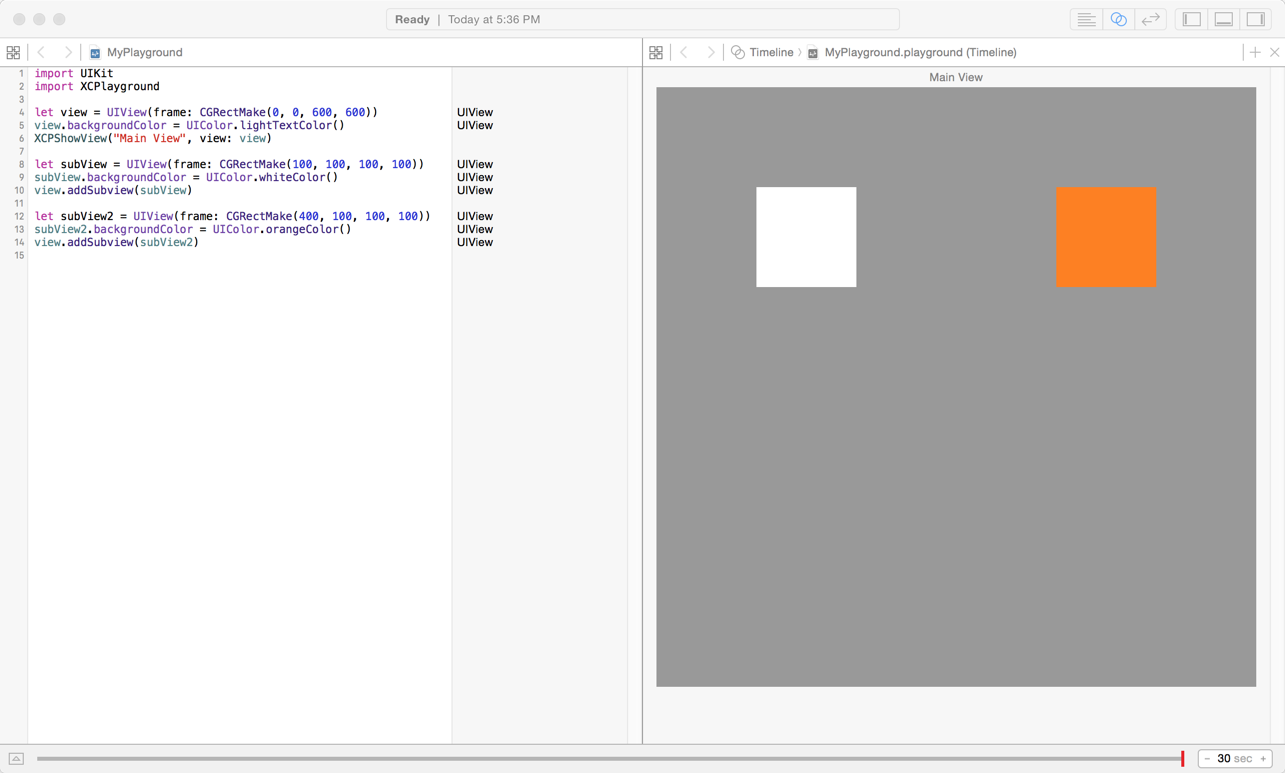 Ready | Today at 5:36 PM
MyPlayground
Timeline MyPlayground.playground (Timeline)
1 import UIKit
2 import XCPlayground
3
4 let view = UIView(frame: CGRectMake(0, 0, 600, 600)) UIView
5 view.backgroundColor = UIColor.lightTextColor() UIView
6 XCPShowView("Main View", view: view)
7
8 let subView = UIView(frame: CGRectMake(100, 100, 100, 100)) UIView
9 subView.backgroundColor = UIColor.whiteColor() UIView
10 view.addSubview(subView) UIView
11
12 let subView2 = UIView(frame: CGRectMake(400, 100, 100, 100)) UIView
13 subView2.backgroundColor = UIColor.orangeColor() UIView
14 view.addSubview(subView2) UIView
15
Main View
- 30 sec +